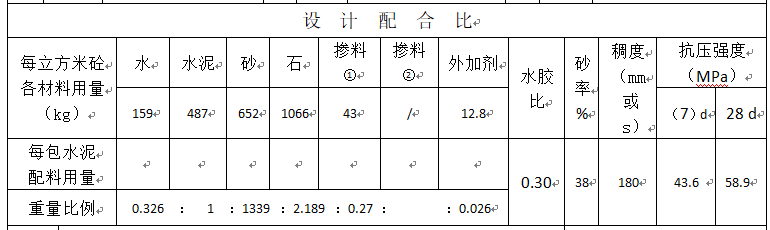 设 计 配 合 比
每立方米砼 水 水泥 砂 石 掺料① 掺料② 外加剂 水胶比 砂率% 稠度（mm或s） 抗压强度（MPa）
各材料用量
（kg） 159 487 652 1066 43 / 12.8 （7）d 28 d
每包水泥
配料用量 0.30 38 180 43.6 58.9
重量比例 0.326 : 1 :1339 :2.189 :0.27 : :0.026